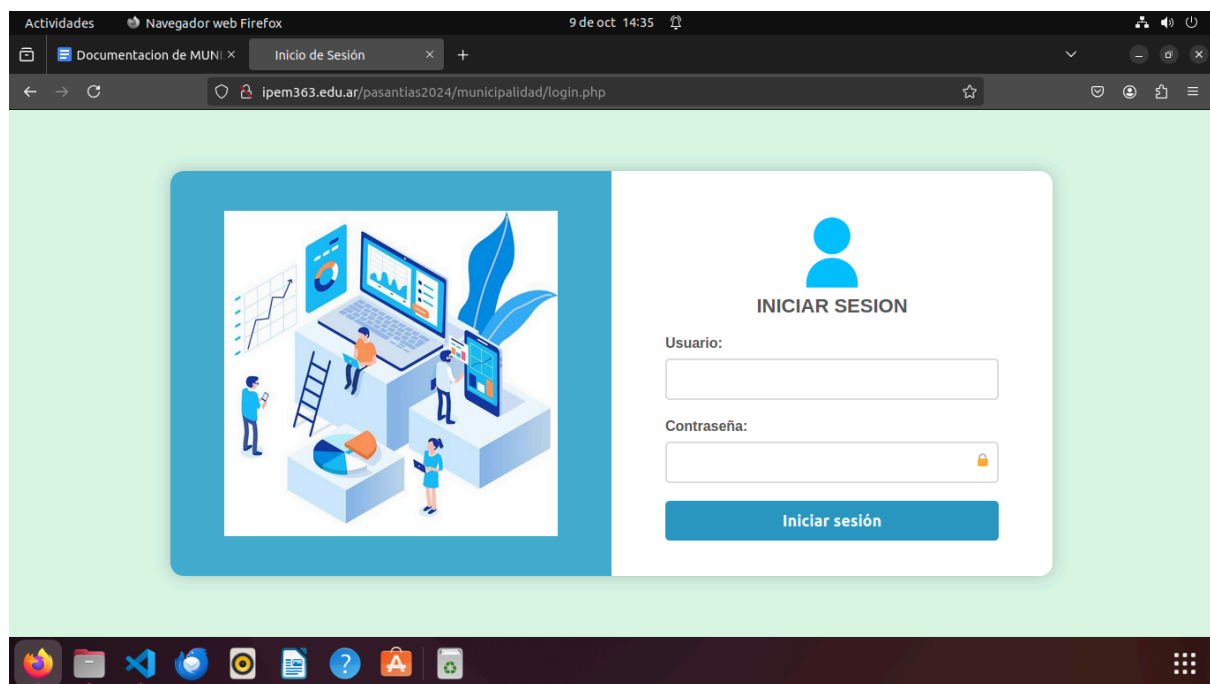 Actividades Navegador web Firefox 9 de oct 14:35
Documentacion de MUNI Inicio de Sesión
ipem363.edu.ar/pasantias2024/municipalidad/login.php
INICIAR SESION
Usuario:
Contraseña:
Iniciar sesión